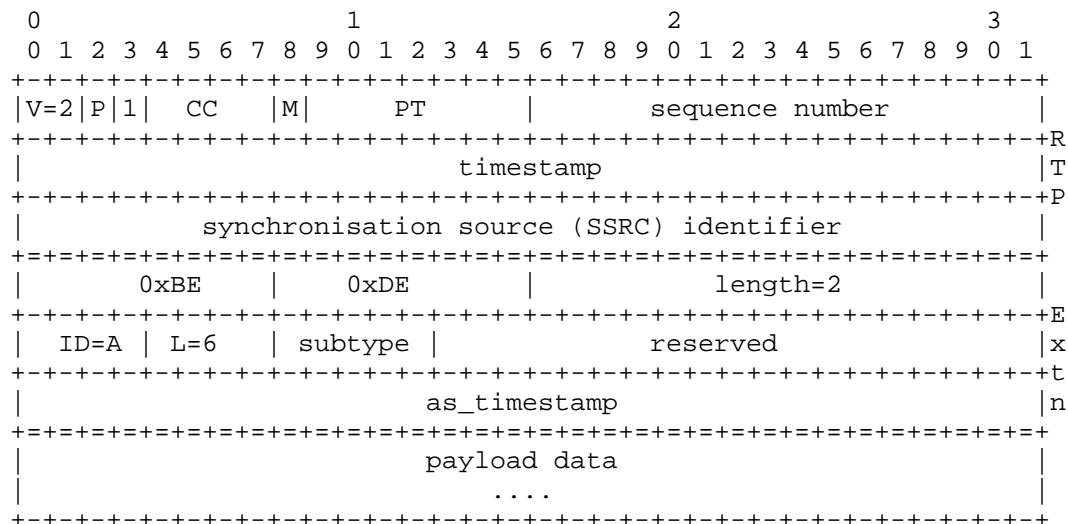 0                   1                   2                   3
 0 1 2 3 4 5 6 7 8 9 0 1 2 3 4 5 6 7 8 9 0 1 2 3 4 5 6 7 8 9 0 1
+-+-+-+-+-+-+-+-+-+-+-+-+-+-+-+-+-+-+-+-+-+-+-+-+-+-+-+-+-+-+-+-+
|V=2|P|1|  CC   |M|     PT      |       sequence number         |
+-+-+-+-+-+-+-+-+-+-+-+-+-+-+-+-+-+-+-+-+-+-+-+-+-+-+-+-+-+-+-+-+R
|                           timestamp                           |T
+-+-+-+-+-+-+-+-+-+-+-+-+-+-+-+-+-+-+-+-+-+-+-+-+-+-+-+-+-+-+-+-+P
|           synchronisation source (SSRC) identifier            |
+=+=+=+=+=+=+=+=+=+=+=+=+=+=+=+=+=+=+=+=+=+=+=+=+=+=+=+=+=+=+=+=+
|       0xBE    |    0xDE       |           length=2            |
+-+-+-+-+-+-+-+-+-+-+-+-+-+-+-+-+-+-+-+-+-+-+-+-+-+-+-+-+-+-+-+-+E
|  ID=A | L=6   | subtype |             reserved                |x
+-+-+-+-+-+-+-+-+-+-+-+-+-+-+-+-+-+-+-+-+-+-+-+-+-+-+-+-+-+-+-+-+t
|                         as_timestamp                          |n
+=+=+=+=+=+=+=+=+=+=+=+=+=+=+=+=+=+=+=+=+=+=+=+=+=+=+=+=+=+=+=+=+
|                         payload data                          |
|                             ....                              |
+-+-+-+-+-+-+-+-+-+-+-+-+-+-+-+-+-+-+-+-+-+-+-+-+-+-+-+-+-+-+-+-+